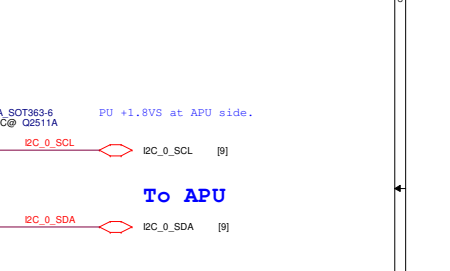 A_SOT363-6
PU +1.8VS at APU side.
C@ Q2511A
I2C_0_SCL
I2C_0_SCL [9]
To APU
I2C_0_SDA
I2C_0_SDA [9]